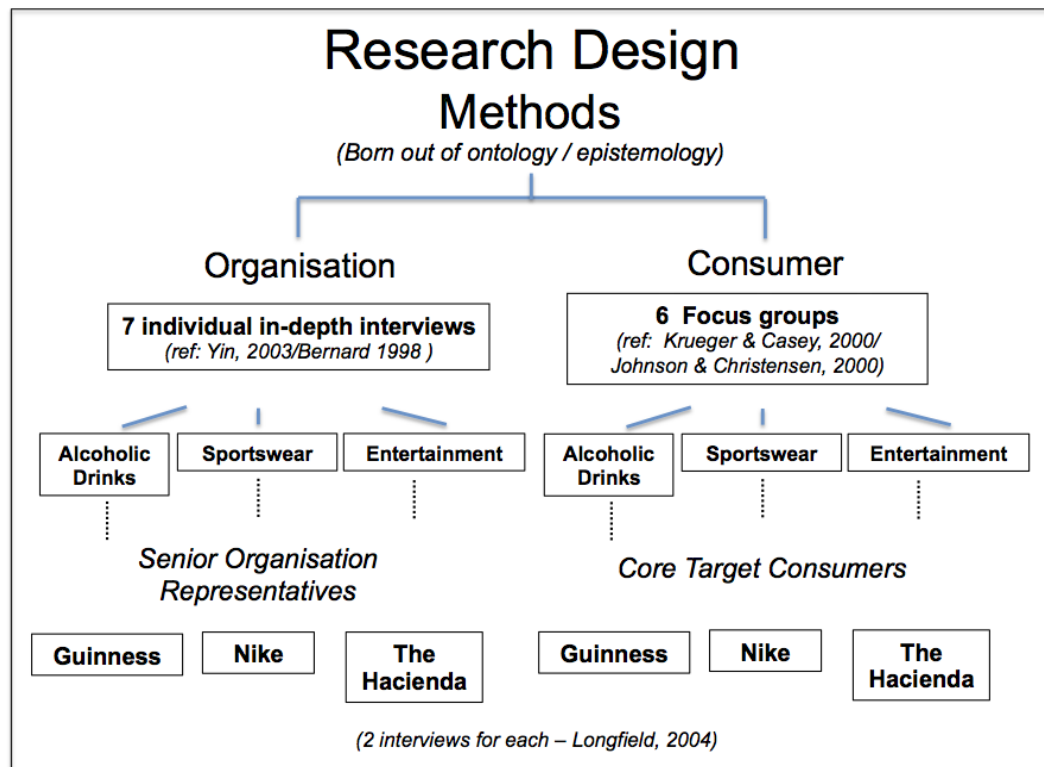 Research Design
Methods
(Born out of ontology / epistemology)
Organisation
7 individual in-depth interviews
(ref: Yin, 2003/Bernard 1998 )
Alcoholic
Drinks
Sportswear
Entertainment
Senior Organisation
Representatives
Guinness
Nike
The
Hacienda
Consumer
6 Focus groups
(ref: Krueger & Casey, 2000/
Johnson & Christensen, 2000)
Alcoholic
Drinks
Sportswear
Entertainment
Core Target Consumers
Guinness
Nike
The
Hacienda
(2 interviews for each – Longfield, 2004)